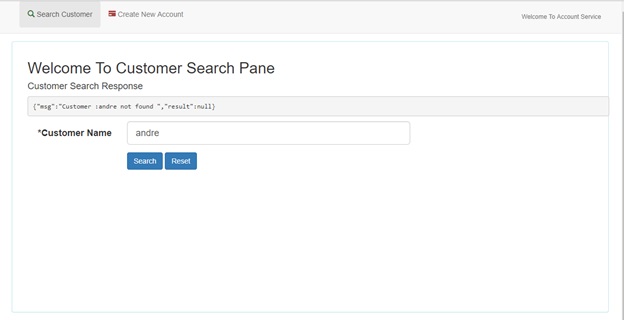 Search Customer Create New Account Welcome To Account Service
Welcome To Customer Search Pane
Customer Search Response
{"msg":"Customer :andre not found ","result":null}
*Customer Name andre
Search Reset